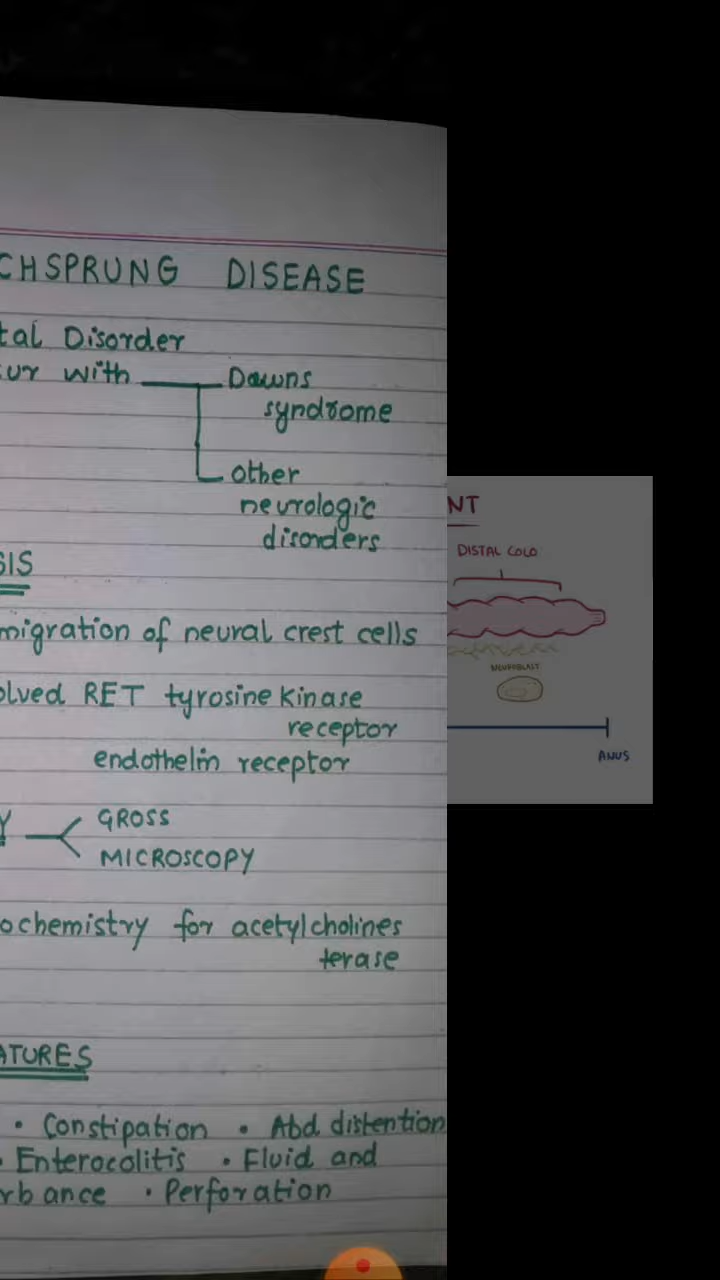 CHSPRUNG DISEASE
tal Disorder
ur with Dawns
syndrome
other
neurologic
disorders
SIS
migration of neural crest cells
olved RET tyrosine kinase
receptor
endothelin receptor
Y GROSS
MICROSCOPY
ochemistry for acetylcholines
terase
ATURES
• Constipation • Abd distention
• Enterocolitis • Fluid and
rbance • Perforation
NT
DISTAL COLO
NEUROBLAST
ANUS